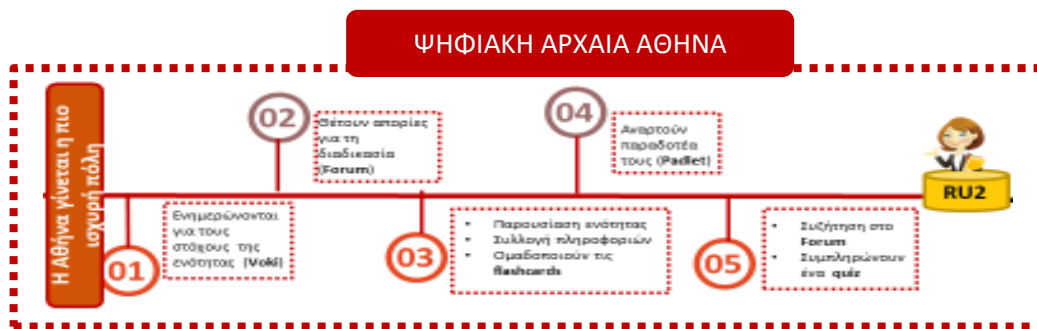 ΨΗΦΙΑΚΗ ΑΡΧΑΙΑ ΑΘΗΝΑ
Η Αθήνα γίνεται η πιο
ισχυρή πόλη
01
Ενημερώνονται
για τους
στόχους της
ενότητας (Voki)
02
Θέτουν απορίες
για τη
διαδικασία
(Forum)
03
• Παρουσίαση ενότητας
• Συλλογή πληροφοριών
• Ομαδοποιούν τις
flashcards
04
Αναρτούν
παραδοτέα
τους (Padlet)
05
• Συζήτηση στο
Forum
• Συμπληρώνουν
ένα quiz
RU2